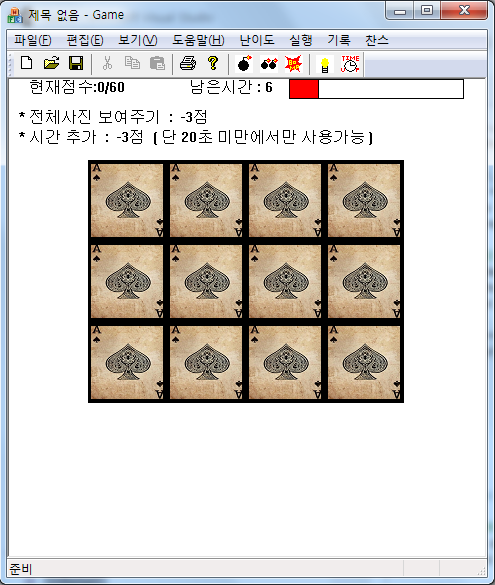 제목 없음 - Game
파일(F) 편집(E) 보기(V) 도움말(H) 난이도 실행 기록 찬스
TIME
현재점수:0/60 남은시간 : 6
* 전체사진 보여주기 : -3점
* 시간 추가 : -3점 ( 단 20초 미만에서만 사용가능 )
A A A A A A A A
A A A A A A A A
A A A A A A A A
준비